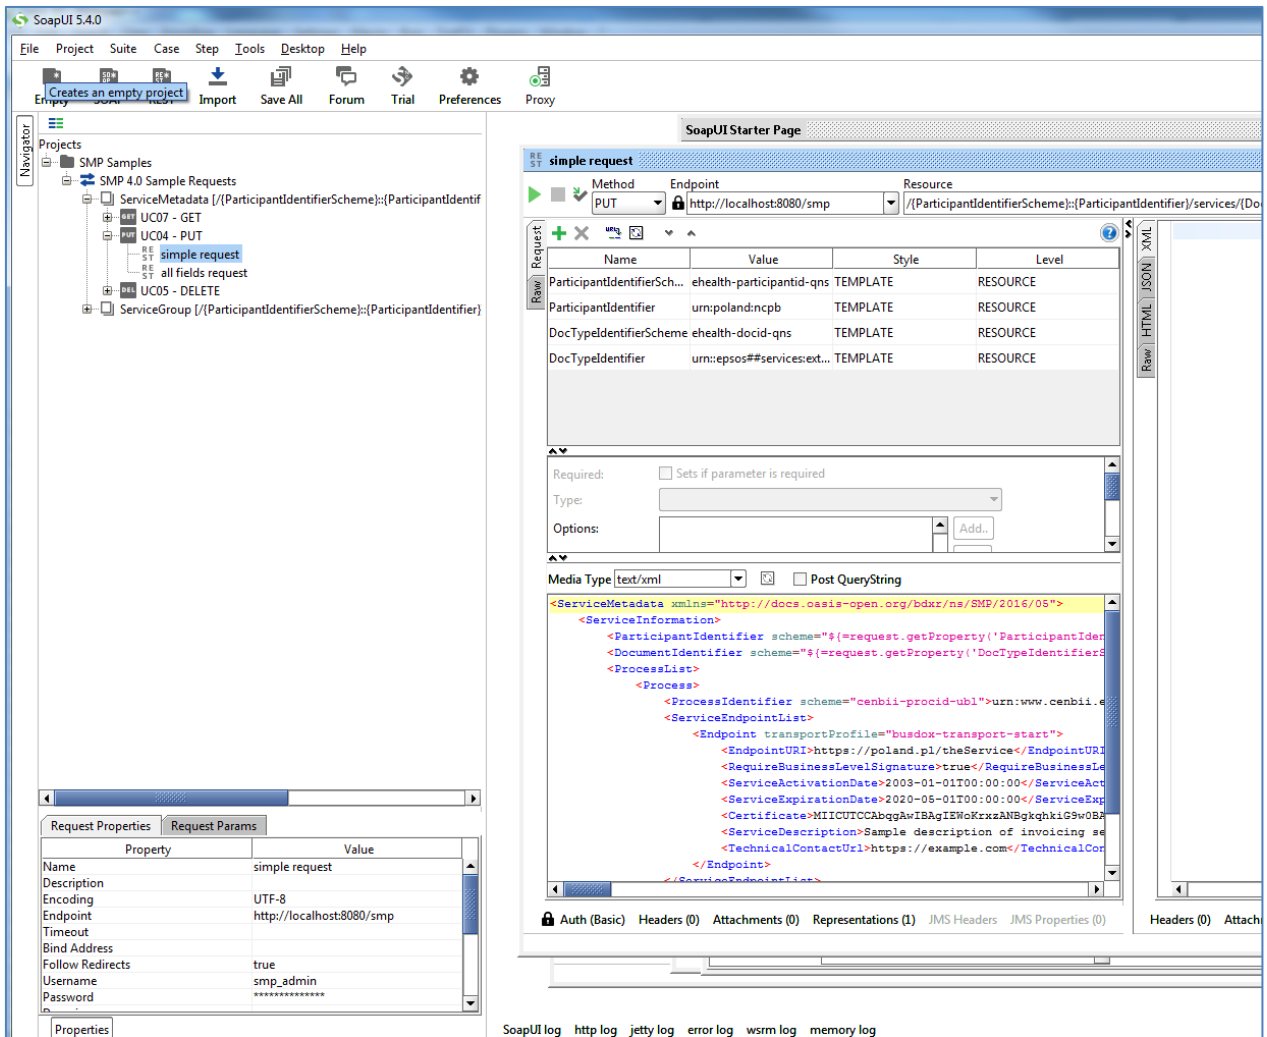 SoapUI 5.4.0
File Project Suite Case Step Tools Desktop Help
Creates an empty project
Empty SOAP REST Import Save All Forum Trial Preferences Proxy
Navigator
Projects
SMP Samples
SMP 4.0 Sample Requests
ServiceMetadata [/{ParticipantIdentifierScheme}::{ParticipantIdentif
GET UC07 - GET
PUT UC04 - PUT
REST simple request
REST all fields request
DEL UC05 - DELETE
ServiceGroup [/{ParticipantIdentifierScheme}::{ParticipantIdentifier}
Request Properties Request Params
Property Value
Name simple request
Description
Encoding UTF-8
Endpoint http://localhost:8080/smp
Timeout
Bind Address
Follow Redirects true
Username smp_admin
Password **************
Properties
SoapUI Starter Page
REST simple request
Method Endpoint Resource
PUT http://localhost:8080/smp /{ParticipantIdentifierScheme}::{ParticipantIdentifier}/services/{Do
Request
Raw
Name Value Style Level
ParticipantIdentifierSch... ehealth-participantid-qns TEMPLATE RESOURCE
ParticipantIdentifier urn:poland:ncpb TEMPLATE RESOURCE
DocTypeIdentifierScheme ehealth-docid-qns TEMPLATE RESOURCE
DocTypeIdentifier urn::epsos##services:ext... TEMPLATE RESOURCE
Required: Sets if parameter is required
Type:
Options: Add..
Media Type text/xml Post QueryString
<ServiceMetadata xmlns="http://docs.oasis-open.org/bdxr/ns/SMP/2016/05">
<ServiceInformation>
<ParticipantIdentifier scheme="${=request.getProperty('ParticipantIden
<DocumentIdentifier scheme="${=request.getProperty('DocTypeIdentifierS
<ProcessList>
<Process>
<ProcessIdentifier scheme="cenbii-procid-ubl">urn:www.cenbii.e
<ServiceEndpointList>
<Endpoint transportProfile="busdox-transport-start">
<EndpointURI>https://poland.pl/theService</EndpointURI
<RequireBusinessLevelSignature>true</RequireBusinessLe
<ServiceActivationDate>2003-01-01T00:00:00</ServiceAct
<ServiceExpirationDate>2020-05-01T00:00:00</ServiceExp
<Certificate>MIICUTCCAbqgAwIBAgIEWoKrxzANBgkqhkiG9w0BA
<ServiceDescription>Sample description of invoicing se
<TechnicalContactUrl>https://example.com</TechnicalCon
</Endpoint>
</ServiceEndpointList>
Auth (Basic) Headers (0) Attachments (0) Representations (1) JMS Headers JMS Properties (0)
XML
JSON
HTML
Raw
Headers (0) Attachm
SoapUI log http log jetty log error log wsrm log memory log